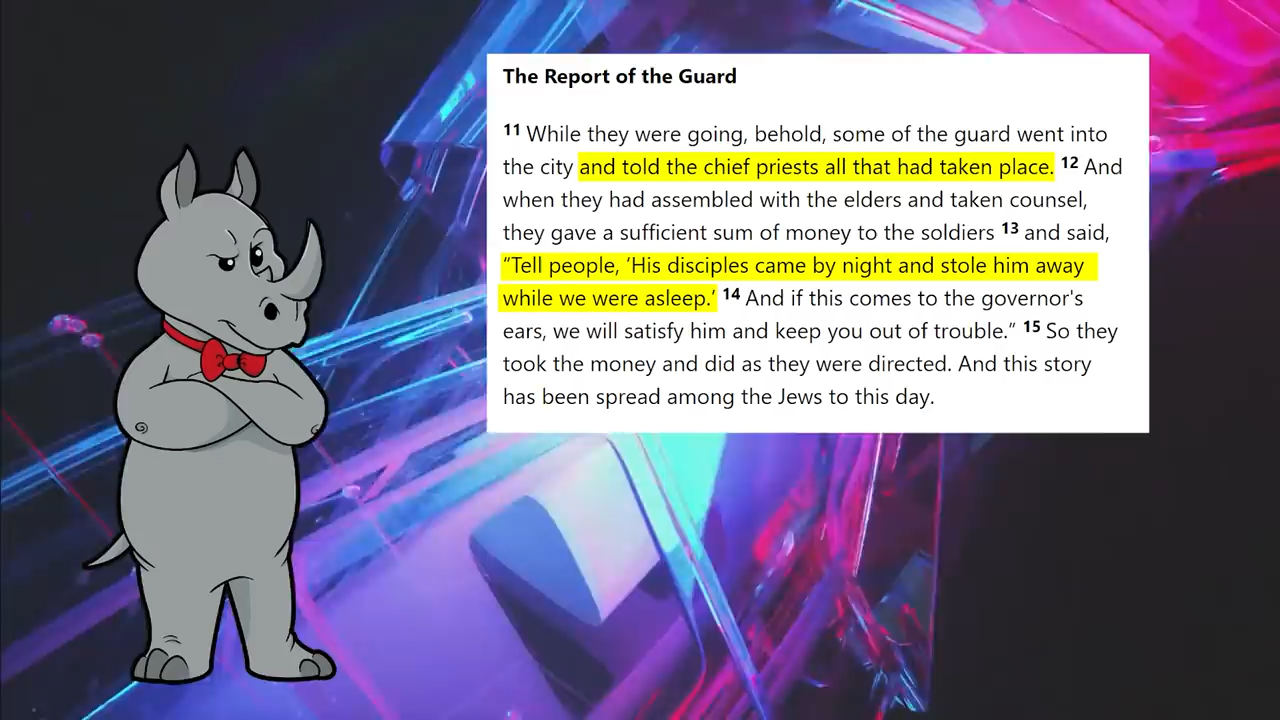 The Report of the Guard
11 While they were going, behold, some of the guard went into
the city and told the chief priests all that had taken place. 12 And
when they had assembled with the elders and taken counsel,
they gave a sufficient sum of money to the soldiers 13 and said,
“Tell people, ‘His disciples came by night and stole him away
while we were asleep.’ 14 And if this comes to the governor's
ears, we will satisfy him and keep you out of trouble.” 15 So they
took the money and did as they were directed. And this story
has been spread among the Jews to this day.